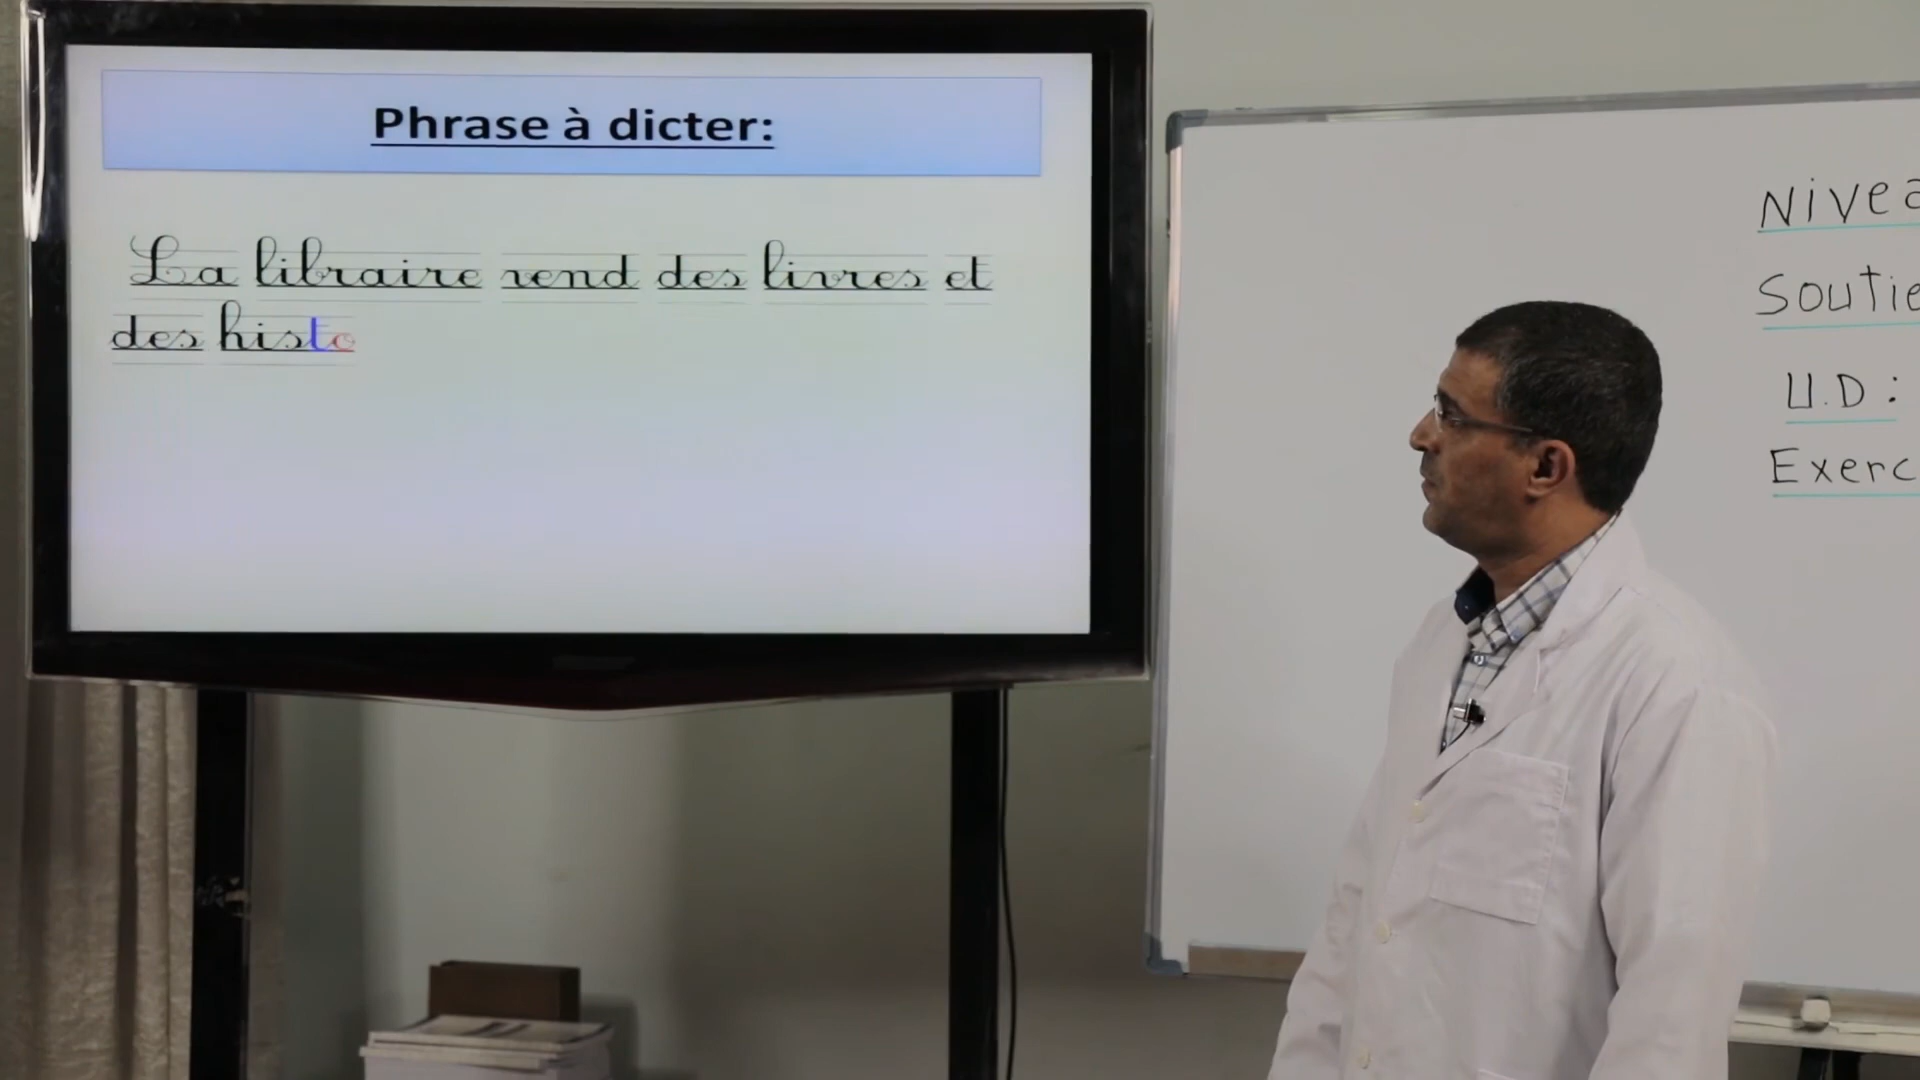 Phrase à dicter:
La libraire vend des livres et
des histo
Nivea
Soutie
U.D :
Exerc